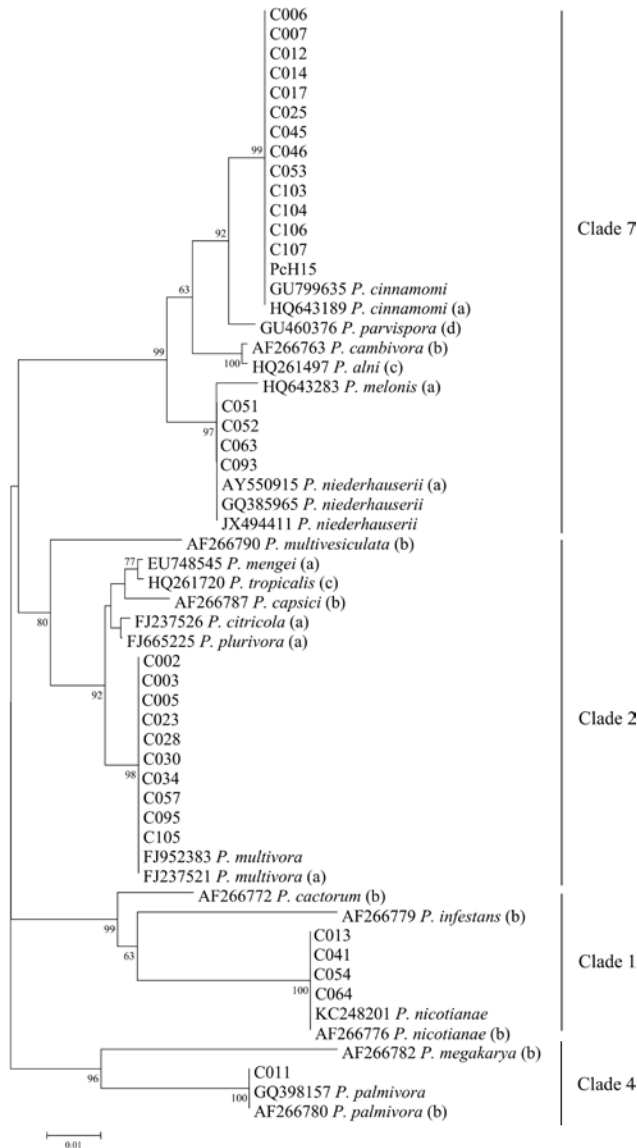 C006
C007
C012
C014
C017
C025
C045
C046
C053
C103
C104
C106
C107
PcH15
GU799635 P. cinnamomi
HQ643189 P. cinnamomi (a)
GU460376 P. parvispora (d)
AF266763 P. cambivora (b)
HQ261497 P. alni (c)
HQ643283 P. melonis (a)
C051
C052
C063
C093
AY550915 P. niederhauserii (a)
GQ385965 P. niederhauserii
JX494411 P. niederhauserii
AF266790 P. multivesiculata (b)
EU748545 P. mengei (a)
HQ261720 P. tropicalis (c)
AF266787 P. capsici (b)
FJ237526 P. citricola (a)
FJ665225 P. plurivora (a)
C002
C003
C005
C023
C028
C030
C034
C057
C095
C105
FJ952383 P. multivora
FJ237521 P. multivora (a)
AF266772 P. cactorum (b)
AF266779 P. infestans (b)
C013
C041
C054
C064
KC248201 P. nicotianae
AF266776 P. nicotianae (b)
AF266782 P. megakarya (b)
C011
GQ398157 P. palmivora
AF266780 P. palmivora (b)
99
92
63
99
100
97
77
80
92
98
99
63
100
96
100
Clade 7
Clade 2
Clade 1
Clade 4
0.01